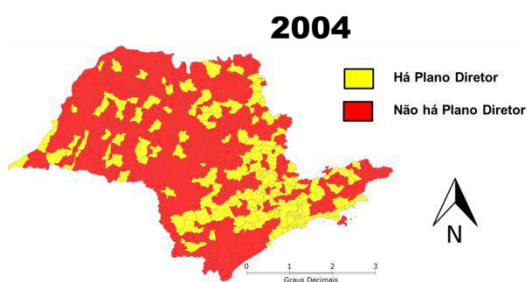 2004
Há Plano Diretor
Não há Plano Diretor
N
0 1 2 3
Graus Decimais